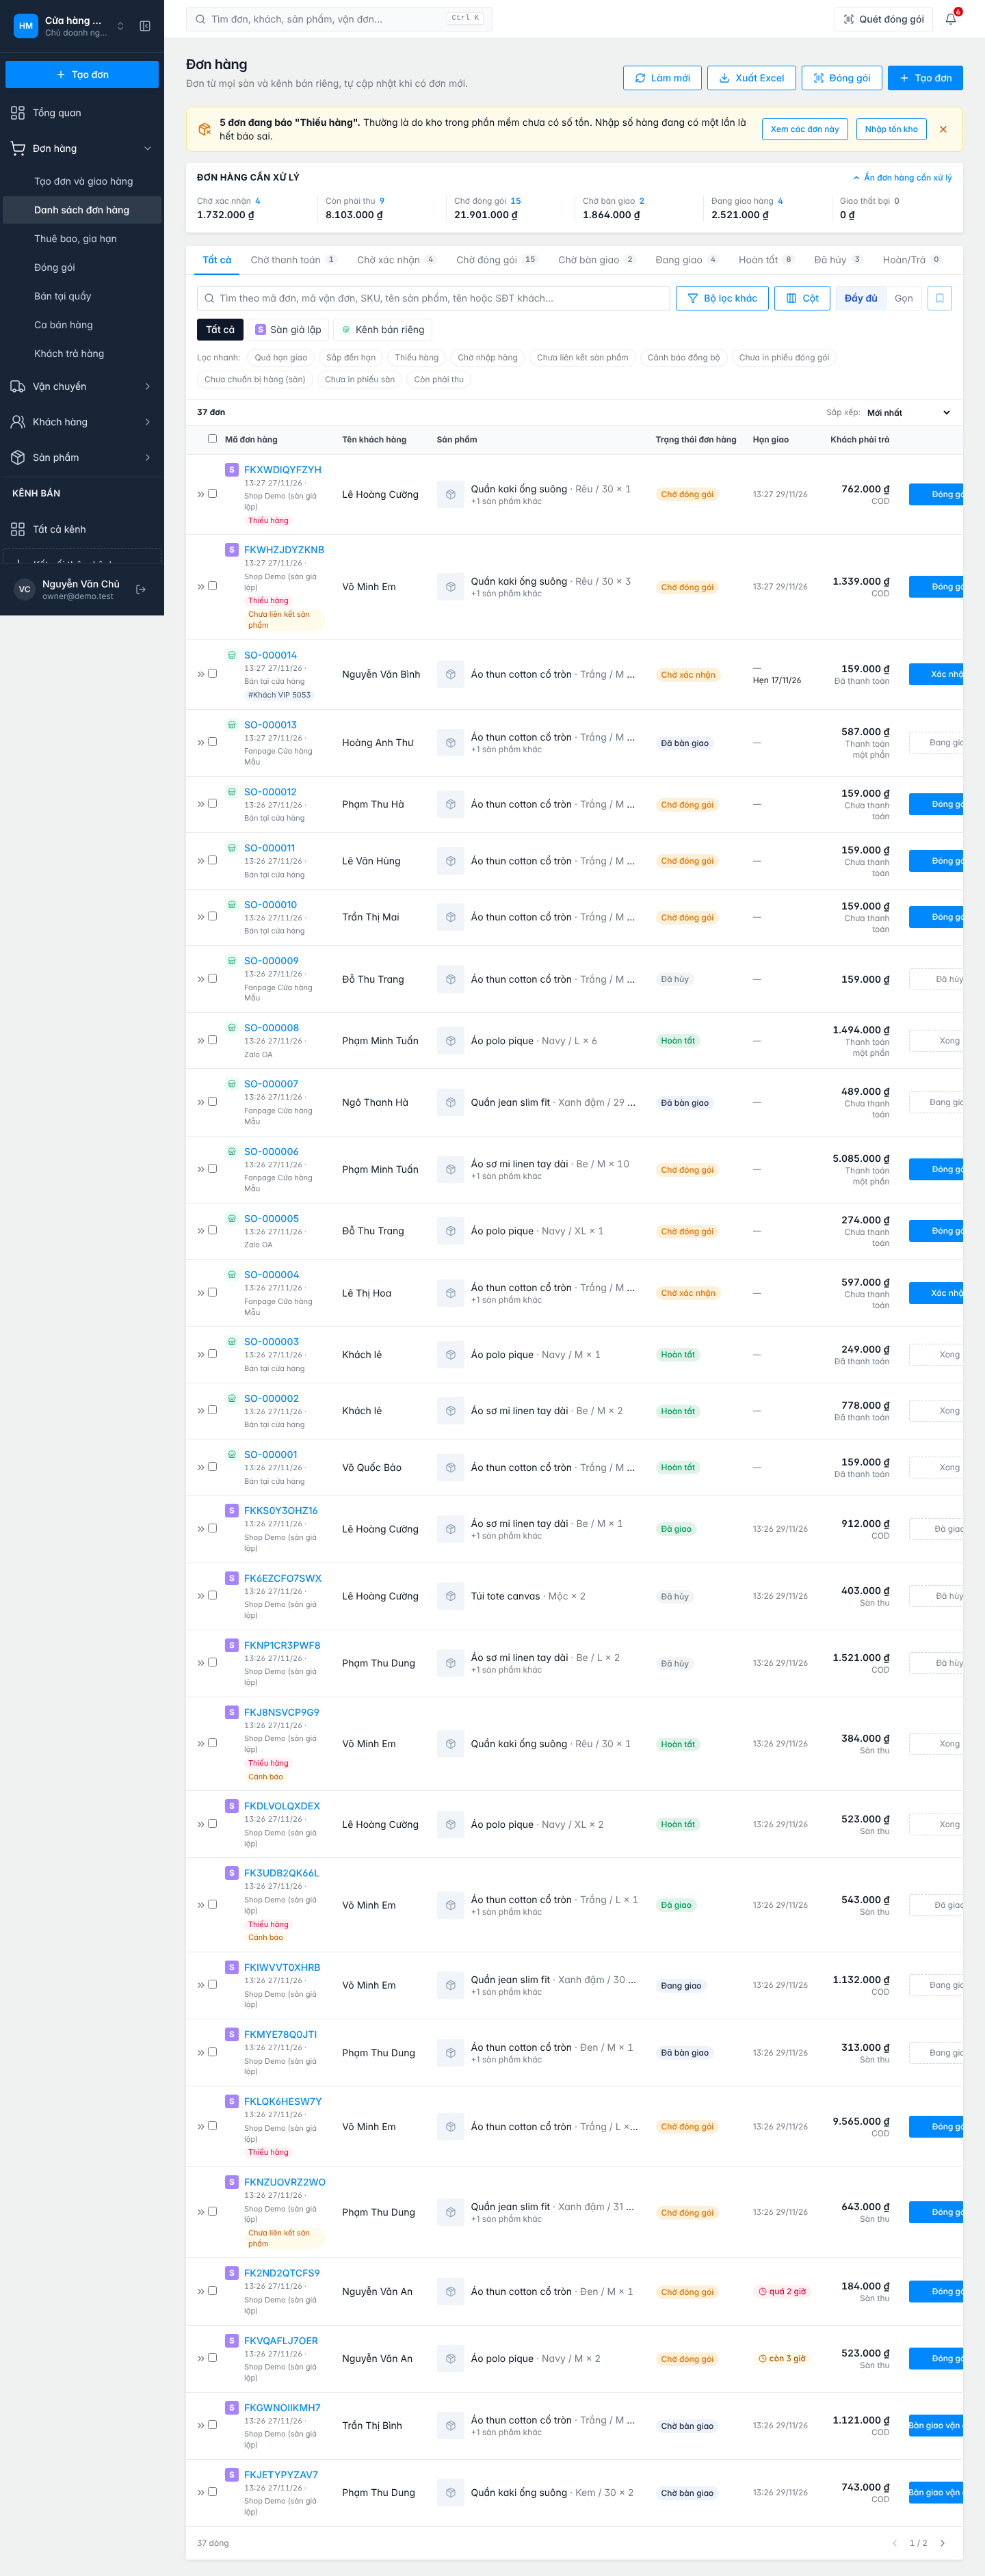 HM
Cửa hàng ...
Chủ doanh ng...
Tìm đơn, khách, sản phẩm, vận đơn...
Ctrl K
Quét đóng gói
6
Tạo đơn
Tổng quan
Đơn hàng
Tạo đơn và giao hàng
Danh sách đơn hàng
Thuê bao, gia hạn
Đóng gói
Bán tại quầy
Ca bán hàng
Khách trả hàng
Vận chuyển
Khách hàng
Sản phẩm
KÊNH BÁN
Tất cả kênh
VC
Nguyễn Văn Chủ
owner@demo.test
Đơn hàng
Đơn từ mọi sàn và kênh bán riêng, tự cập nhật khi có đơn mới.
Làm mới
Xuất Excel
Đóng gói
Tạo đơn
5 đơn đang báo "Thiếu hàng". Thường là do kho trong phần mềm chưa có số tồn. Nhập số hàng đang có một lần là
hết báo sai.
Xem các đơn này
Nhập tồn kho
ĐƠN HÀNG CẦN XỬ LÝ
Ẩn đơn hàng cần xử lý
Chờ xác nhận 4
1.732.000 ₫
Còn phải thu 9
8.103.000 ₫
Chờ đóng gói 15
21.901.000 ₫
Chờ bàn giao 2
1.864.000 ₫
Đang giao hàng 4
2.521.000 ₫
Giao thất bại 0
0 ₫
Tất cả
Chờ thanh toán 1
Chờ xác nhận 4
Chờ đóng gói 15
Chờ bàn giao 2
Đang giao 4
Hoàn tất 8
Đã hủy 3
Hoàn/Trả 0
Tìm theo mã đơn, mã vận đơn, SKU, tên sản phẩm, tên hoặc SĐT khách...
Bộ lọc khác
Cột
Đầy đủ
Gọn
Tất cả
S Sàn giả lập
Kênh bán riêng
Lọc nhanh:
Quá hạn giao
Sắp đến hạn
Thiếu hàng
Chờ nhập hàng
Chưa liên kết sản phẩm
Cảnh báo đồng bộ
Chưa in phiếu đóng gói
Chưa chuẩn bị hàng (sàn)
Chưa in phiếu sàn
Còn phải thu
37 đơn
Sắp xếp: Mới nhất
Mã đơn hàng
Tên khách hàng
Sản phẩm
Trạng thái đơn hàng
Hạn giao
Khách phải trả
S FKXWDIQYFZYH
13:27 27/11/26 ·
Shop Demo (sàn giả
lập)
Thiếu hàng
Lê Hoàng Cường
Quần kaki ống suông · Rêu / 30 × 1
+1 sản phẩm khác
Chờ đóng gói
13:27 29/11/26
762.000 ₫
COD
Đóng gó
S FKWHZJDYZKNB
13:27 27/11/26 ·
Shop Demo (sàn giả
lập)
Thiếu hàng
Chưa liên kết sản
phẩm
Võ Minh Em
Quần kaki ống suông · Rêu / 30 × 3
+1 sản phẩm khác
Chờ đóng gói
13:27 29/11/26
1.339.000 ₫
COD
Đóng gó
SO-000014
13:27 27/11/26 ·
Bán tại cửa hàng
#Khách VIP 5053
Nguyễn Văn Bình
Áo thun cotton cổ tròn · Trắng / M ...
Chờ xác nhận
—
Hẹn 17/11/26
159.000 ₫
Đã thanh toán
Xác nhậ
SO-000013
13:27 27/11/26 ·
Fanpage Cửa hàng
Mẫu
Hoàng Anh Thư
Áo thun cotton cổ tròn · Trắng / M ...
+1 sản phẩm khác
Đã bàn giao
—
587.000 ₫
Thanh toán
một phần
Đang giao
SO-000012
13:26 27/11/26 ·
Bán tại cửa hàng
Phạm Thu Hà
Áo thun cotton cổ tròn · Trắng / M ...
Chờ đóng gói
—
159.000 ₫
Chưa thanh
toán
Đóng gó
SO-000011
13:26 27/11/26 ·
Bán tại cửa hàng
Lê Văn Hùng
Áo thun cotton cổ tròn · Trắng / M ...
Chờ đóng gói
—
159.000 ₫
Chưa thanh
toán
Đóng gó
SO-000010
13:26 27/11/26 ·
Bán tại cửa hàng
Trần Thị Mai
Áo thun cotton cổ tròn · Trắng / M ...
Chờ đóng gói
—
159.000 ₫
Chưa thanh
toán
Đóng gó
SO-000009
13:26 27/11/26 ·
Fanpage Cửa hàng
Mẫu
Đỗ Thu Trang
Áo thun cotton cổ tròn · Trắng / M ...
Đã hủy
—
159.000 ₫
Đã hủy
SO-000008
13:26 27/11/26 ·
Zalo OA
Phạm Minh Tuấn
Áo polo pique · Navy / L × 6
Hoàn tất
—
1.494.000 ₫
Thanh toán
một phần
Xong
SO-000007
13:26 27/11/26 ·
Fanpage Cửa hàng
Mẫu
Ngô Thanh Hà
Quần jean slim fit · Xanh đậm / 29 ...
Đã bàn giao
—
489.000 ₫
Chưa thanh
toán
Đang giao
SO-000006
13:26 27/11/26 ·
Fanpage Cửa hàng
Mẫu
Phạm Minh Tuấn
Áo sơ mi linen tay dài · Be / M × 10
+1 sản phẩm khác
Chờ đóng gói
—
5.085.000 ₫
Thanh toán
một phần
Đóng gó
SO-000005
13:26 27/11/26 ·
Zalo OA
Đỗ Thu Trang
Áo polo pique · Navy / XL × 1
Chờ đóng gói
—
274.000 ₫
Chưa thanh
toán
Đóng gó
SO-000004
13:26 27/11/26 ·
Fanpage Cửa hàng
Mẫu
Lê Thị Hoa
Áo thun cotton cổ tròn · Trắng / M ...
+1 sản phẩm khác
Chờ xác nhận
—
597.000 ₫
Chưa thanh
toán
Xác nhậ
SO-000003
13:26 27/11/26 ·
Bán tại cửa hàng
Khách lẻ
Áo polo pique · Navy / M × 1
Hoàn tất
—
249.000 ₫
Đã thanh toán
Xong
SO-000002
13:26 27/11/26 ·
Bán tại cửa hàng
Khách lẻ
Áo sơ mi linen tay dài · Be / M × 2
Hoàn tất
—
778.000 ₫
Đã thanh toán
Xong
SO-000001
13:26 27/11/26 ·
Bán tại cửa hàng
Võ Quốc Bảo
Áo thun cotton cổ tròn · Trắng / M ...
Hoàn tất
—
159.000 ₫
Đã thanh toán
Xong
S FKKS0Y3OHZ16
13:26 27/11/26 ·
Shop Demo (sàn giả
lập)
Lê Hoàng Cường
Áo sơ mi linen tay dài · Be / M × 1
+1 sản phẩm khác
Đã giao
13:26 29/11/26
912.000 ₫
COD
Đã giao
S FK6EZCFO7SWX
13:26 27/11/26 ·
Shop Demo (sàn giả
lập)
Lê Hoàng Cường
Túi tote canvas · Mộc × 2
Đã hủy
13:26 29/11/26
403.000 ₫
Sàn thu
Đã hủy
S FKNP1CR3PWF8
13:26 27/11/26 ·
Shop Demo (sàn giả
lập)
Phạm Thu Dung
Áo sơ mi linen tay dài · Be / L × 2
+1 sản phẩm khác
Đã hủy
13:26 29/11/26
1.521.000 ₫
COD
Đã hủy
S FKJ8NSVCP9G9
13:26 27/11/26 ·
Shop Demo (sàn giả
lập)
Thiếu hàng
Cảnh báo
Võ Minh Em
Quần kaki ống suông · Rêu / 30 × 1
Hoàn tất
13:26 29/11/26
384.000 ₫
Sàn thu
Xong
S FKDLVOLQXDEX
13:26 27/11/26 ·
Shop Demo (sàn giả
lập)
Lê Hoàng Cường
Áo polo pique · Navy / XL × 2
Hoàn tất
13:26 29/11/26
523.000 ₫
Sàn thu
Xong
S FK3UDB2QK66L
13:26 27/11/26 ·
Shop Demo (sàn giả
lập)
Thiếu hàng
Cảnh báo
Võ Minh Em
Áo thun cotton cổ tròn · Trắng / L × 1
+1 sản phẩm khác
Đã giao
13:26 29/11/26
543.000 ₫
Sàn thu
Đã giao
S FKIWVVT0XHRB
13:26 27/11/26 ·
Shop Demo (sàn giả
lập)
Võ Minh Em
Quần jean slim fit · Xanh đậm / 30 ...
+1 sản phẩm khác
Đang giao
13:26 29/11/26
1.132.000 ₫
COD
Đang giao
S FKMYE78Q0JTI
13:26 27/11/26 ·
Shop Demo (sàn giả
lập)
Phạm Thu Dung
Áo thun cotton cổ tròn · Đen / M × 1
+1 sản phẩm khác
Đã bàn giao
13:26 29/11/26
313.000 ₫
Sàn thu
Đang giao
S FKLQK6HESW7Y
13:26 27/11/26 ·
Shop Demo (sàn giả
lập)
Thiếu hàng
Võ Minh Em
Áo thun cotton cổ tròn · Trắng / L ×...
Chờ đóng gói
13:26 29/11/26
9.565.000 ₫
COD
Đóng gó
S FKNZUOVRZ2WO
13:26 27/11/26 ·
Shop Demo (sàn giả
lập)
Chưa liên kết sản
phẩm
Phạm Thu Dung
Quần jean slim fit · Xanh đậm / 31 ...
+1 sản phẩm khác
Chờ đóng gói
13:26 29/11/26
643.000 ₫
Sàn thu
Đóng gó
S FK2ND2QTCFS9
13:26 27/11/26 ·
Shop Demo (sàn giả
lập)
Nguyễn Văn An
Áo thun cotton cổ tròn · Đen / M × 1
Chờ đóng gói
quá 2 giờ
184.000 ₫
Sàn thu
Đóng gó
S FKVQAFLJ7OER
13:26 27/11/26 ·
Shop Demo (sàn giả
lập)
Nguyễn Văn An
Áo polo pique · Navy / M × 2
Chờ đóng gói
còn 3 giờ
523.000 ₫
Sàn thu
Đóng gó
S FKGWNOIIKMH7
13:26 27/11/26 ·
Shop Demo (sàn giả
lập)
Trần Thị Bình
Áo thun cotton cổ tròn · Trắng / M ...
+1 sản phẩm khác
Chờ bàn giao
13:26 29/11/26
1.121.000 ₫
COD
Bàn giao vận
S FKJETYPYZAV7
13:26 27/11/26 ·
Shop Demo (sàn giả
lập)
Phạm Thu Dung
Quần kaki ống suông · Kem / 30 × 2
Chờ bàn giao
13:26 29/11/26
743.000 ₫
COD
Bàn giao vận
37 dòng
1 / 2